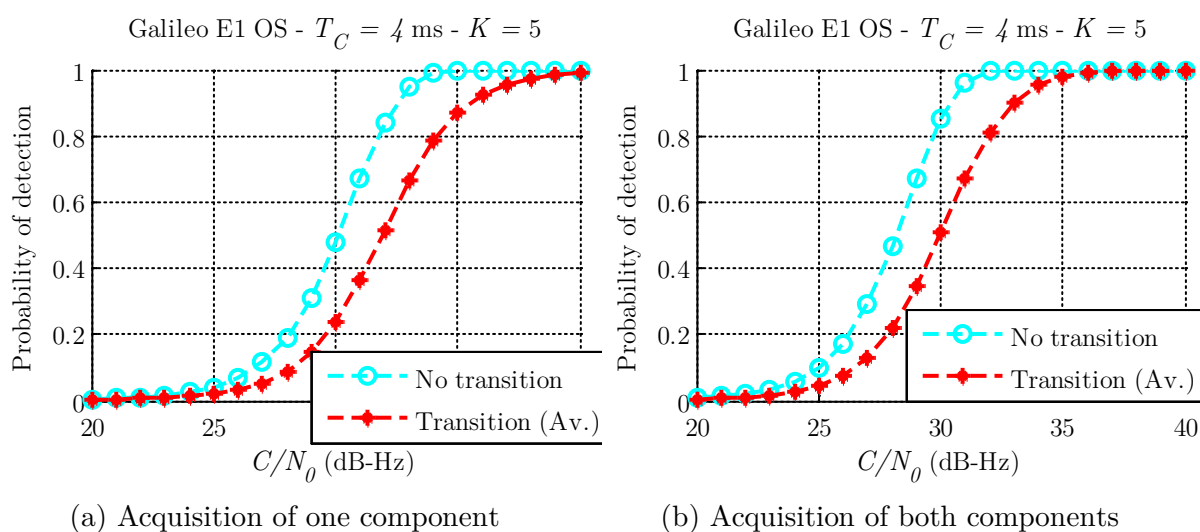 Galileo E1 OS - T_C = 4 ms - K = 5
Probability of detection
1
0.8
0.6
0.4
0.2
0
20 25
C/N_0 (dB-Hz)
No transition
Transition (Av.)
(a) Acquisition of one component
Galileo E1 OS - T_C = 4 ms - K = 5
Probability of detection
1
0.8
0.6
0.4
0.2
0
20 25 30 35 40
C/N_0 (dB-Hz)
No transition
Transition (Av.)
(b) Acquisition of both components